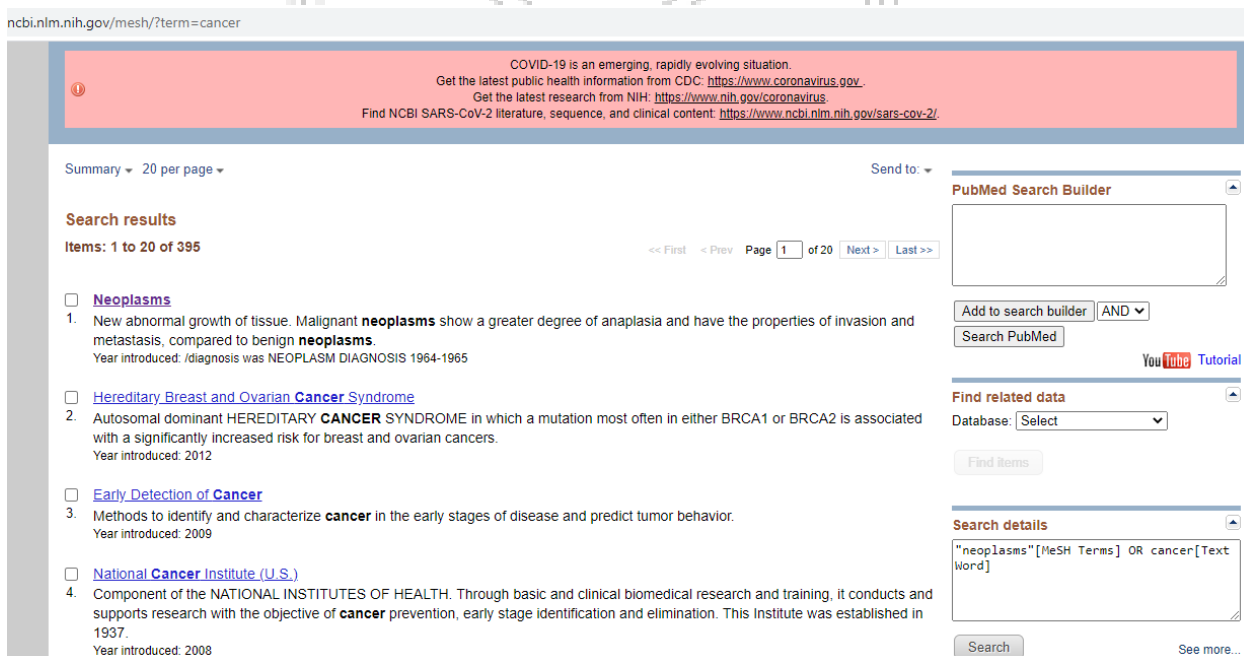 ncbi.nlm.nih.gov/mesh/?term=cancer
COVID-19 is an emerging, rapidly evolving situation.
Get the latest public health information from CDC: https://www.coronavirus.gov .
Get the latest research from NIH: https://www.nih.gov/coronavirus.
Find NCBI SARS-CoV-2 literature, sequence, and clinical content: https://www.ncbi.nlm.nih.gov/sars-cov-2/.
Summary 20 per page Send to:
Search results
Items: 1 to 20 of 395
<< First < Prev Page 1 of 20 Next > Last >>
Neoplasms
1. New abnormal growth of tissue. Malignant neoplasms show a greater degree of anaplasia and have the properties of invasion and
metastasis, compared to benign neoplasms.
Year introduced: /diagnosis was NEOPLASM DIAGNOSIS 1964-1965
Hereditary Breast and Ovarian Cancer Syndrome
2. Autosomal dominant HEREDITARY CANCER SYNDROME in which a mutation most often in either BRCA1 or BRCA2 is associated
with a significantly increased risk for breast and ovarian cancers.
Year introduced: 2012
Early Detection of Cancer
3. Methods to identify and characterize cancer in the early stages of disease and predict tumor behavior.
Year introduced: 2009
National Cancer Institute (U.S.)
4. Component of the NATIONAL INSTITUTES OF HEALTH. Through basic and clinical biomedical research and training, it conducts and
supports research with the objective of cancer prevention, early stage identification and elimination. This Institute was established in
1937.
Year introduced: 2008
PubMed Search Builder
Add to search builder AND
Search PubMed
YouTube Tutorial
Find related data
Database: Select
Find items
Search details
"neoplasms"[MeSH Terms] OR cancer[Text
Word]
Search See more...